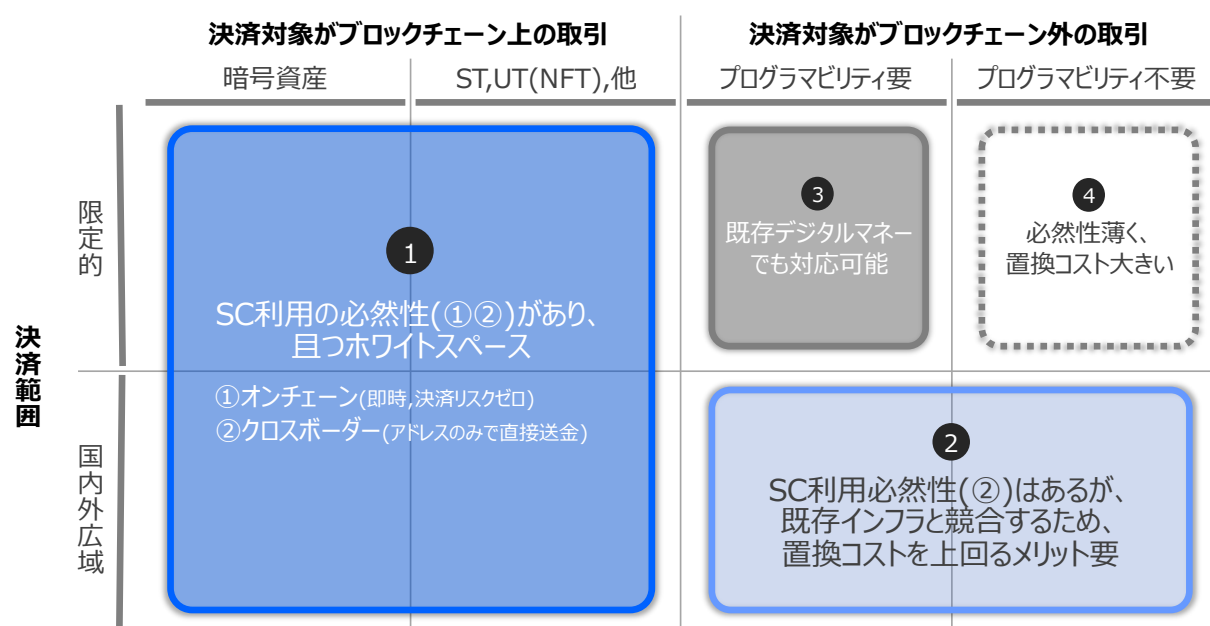 決済対象がブロックチェーン上の取引
決済対象がブロックチェーン外の取引
暗号資産
ST,UT(NFT),他
プログラマビリティ要
プログラマビリティ不要
決済範囲
限定的
国内外広域
1
SC利用の必然性(①②)があり、
且つホワイトスペース
①オンチェーン(即時,決済リスクゼロ)
②クロスボーダー(アドレスのみで直接送金)
3
既存デジタルマネー
でも対応可能
4
必然性薄く、
置換コスト大きい
2
SC利用必然性(②)はあるが、
既存インフラと競合するため、
置換コストを上回るメリット要